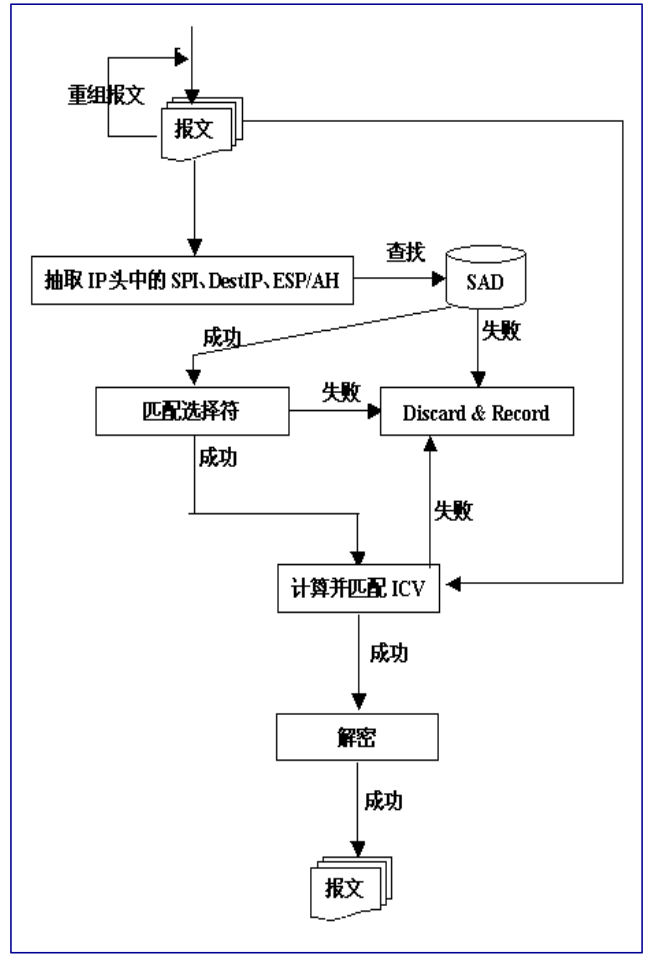 重组报文
报文
抽取 IP 头中的 SPI、DestIP、ESP/AH
查找
SAD
成功
失败
匹配选择符
失败
Discard & Record
成功
失败
计算并匹配 ICV
成功
解密
成功
报文